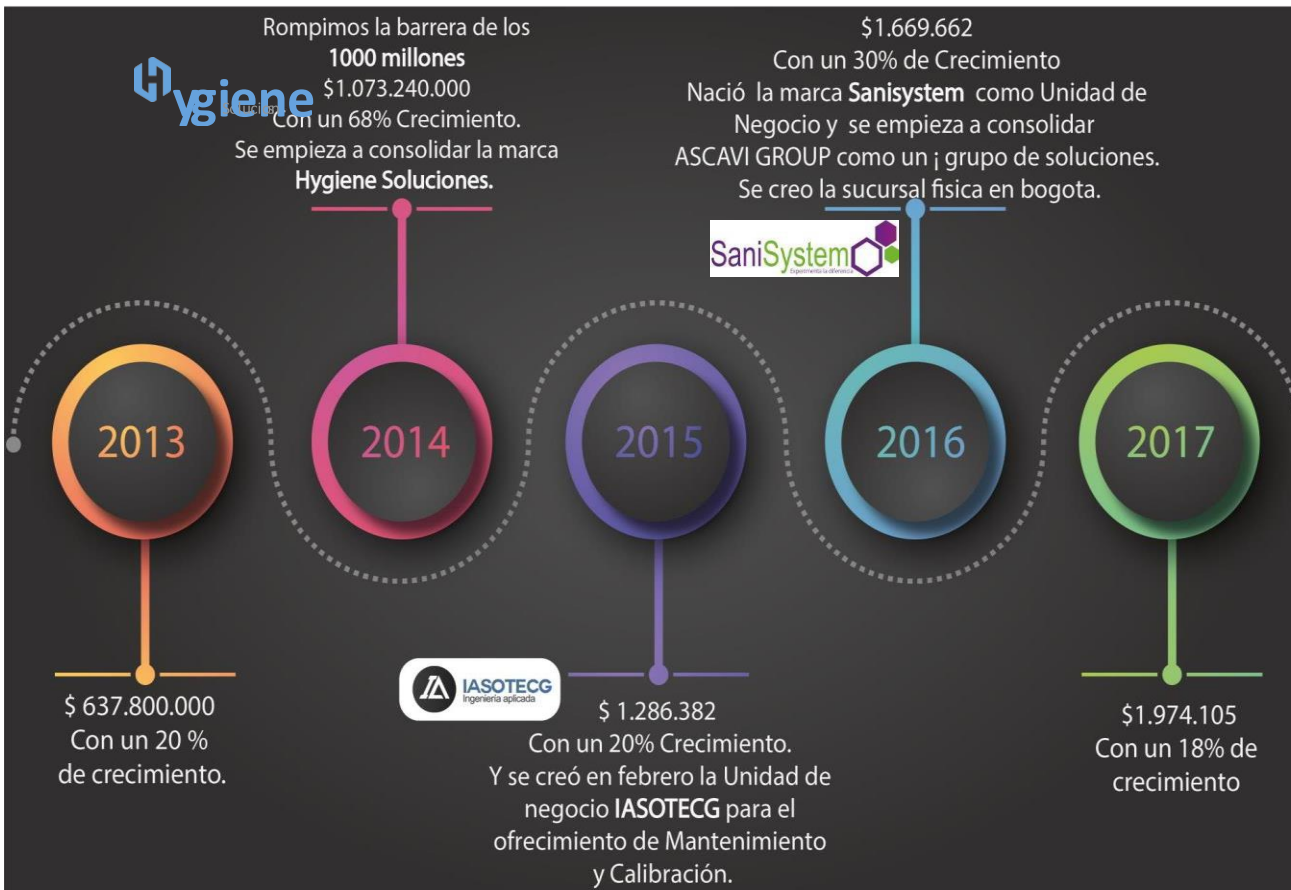 Rompimos la barrera de los
1000 millones
$1.073.240.000
Con un 68% Crecimiento.
Se empieza a consolidar la marca
Hygiene Soluciones.
Hygiene
$1.669.662
Con un 30% de Crecimiento
Nació la marca Sanisystem como Unidad de
Negocio y se empieza a consolidar
ASCAVI GROUP como un ¡ grupo de soluciones.
Se creo la sucursal fisica en bogota.
SaniSystem
Experimenta la diferencia
2013
2014
2015
2016
2017
$ 637.800.000
Con un 20 %
de crecimiento.
IASOTECG
Ingeniería aplicada
$ 1.286.382
Con un 20% Crecimiento.
Y se creó en febrero la Unidad de
negocio IASOTECG para el
ofrecimiento de Mantenimiento
y Calibración.
$1.974.105
Con un 18% de
crecimiento